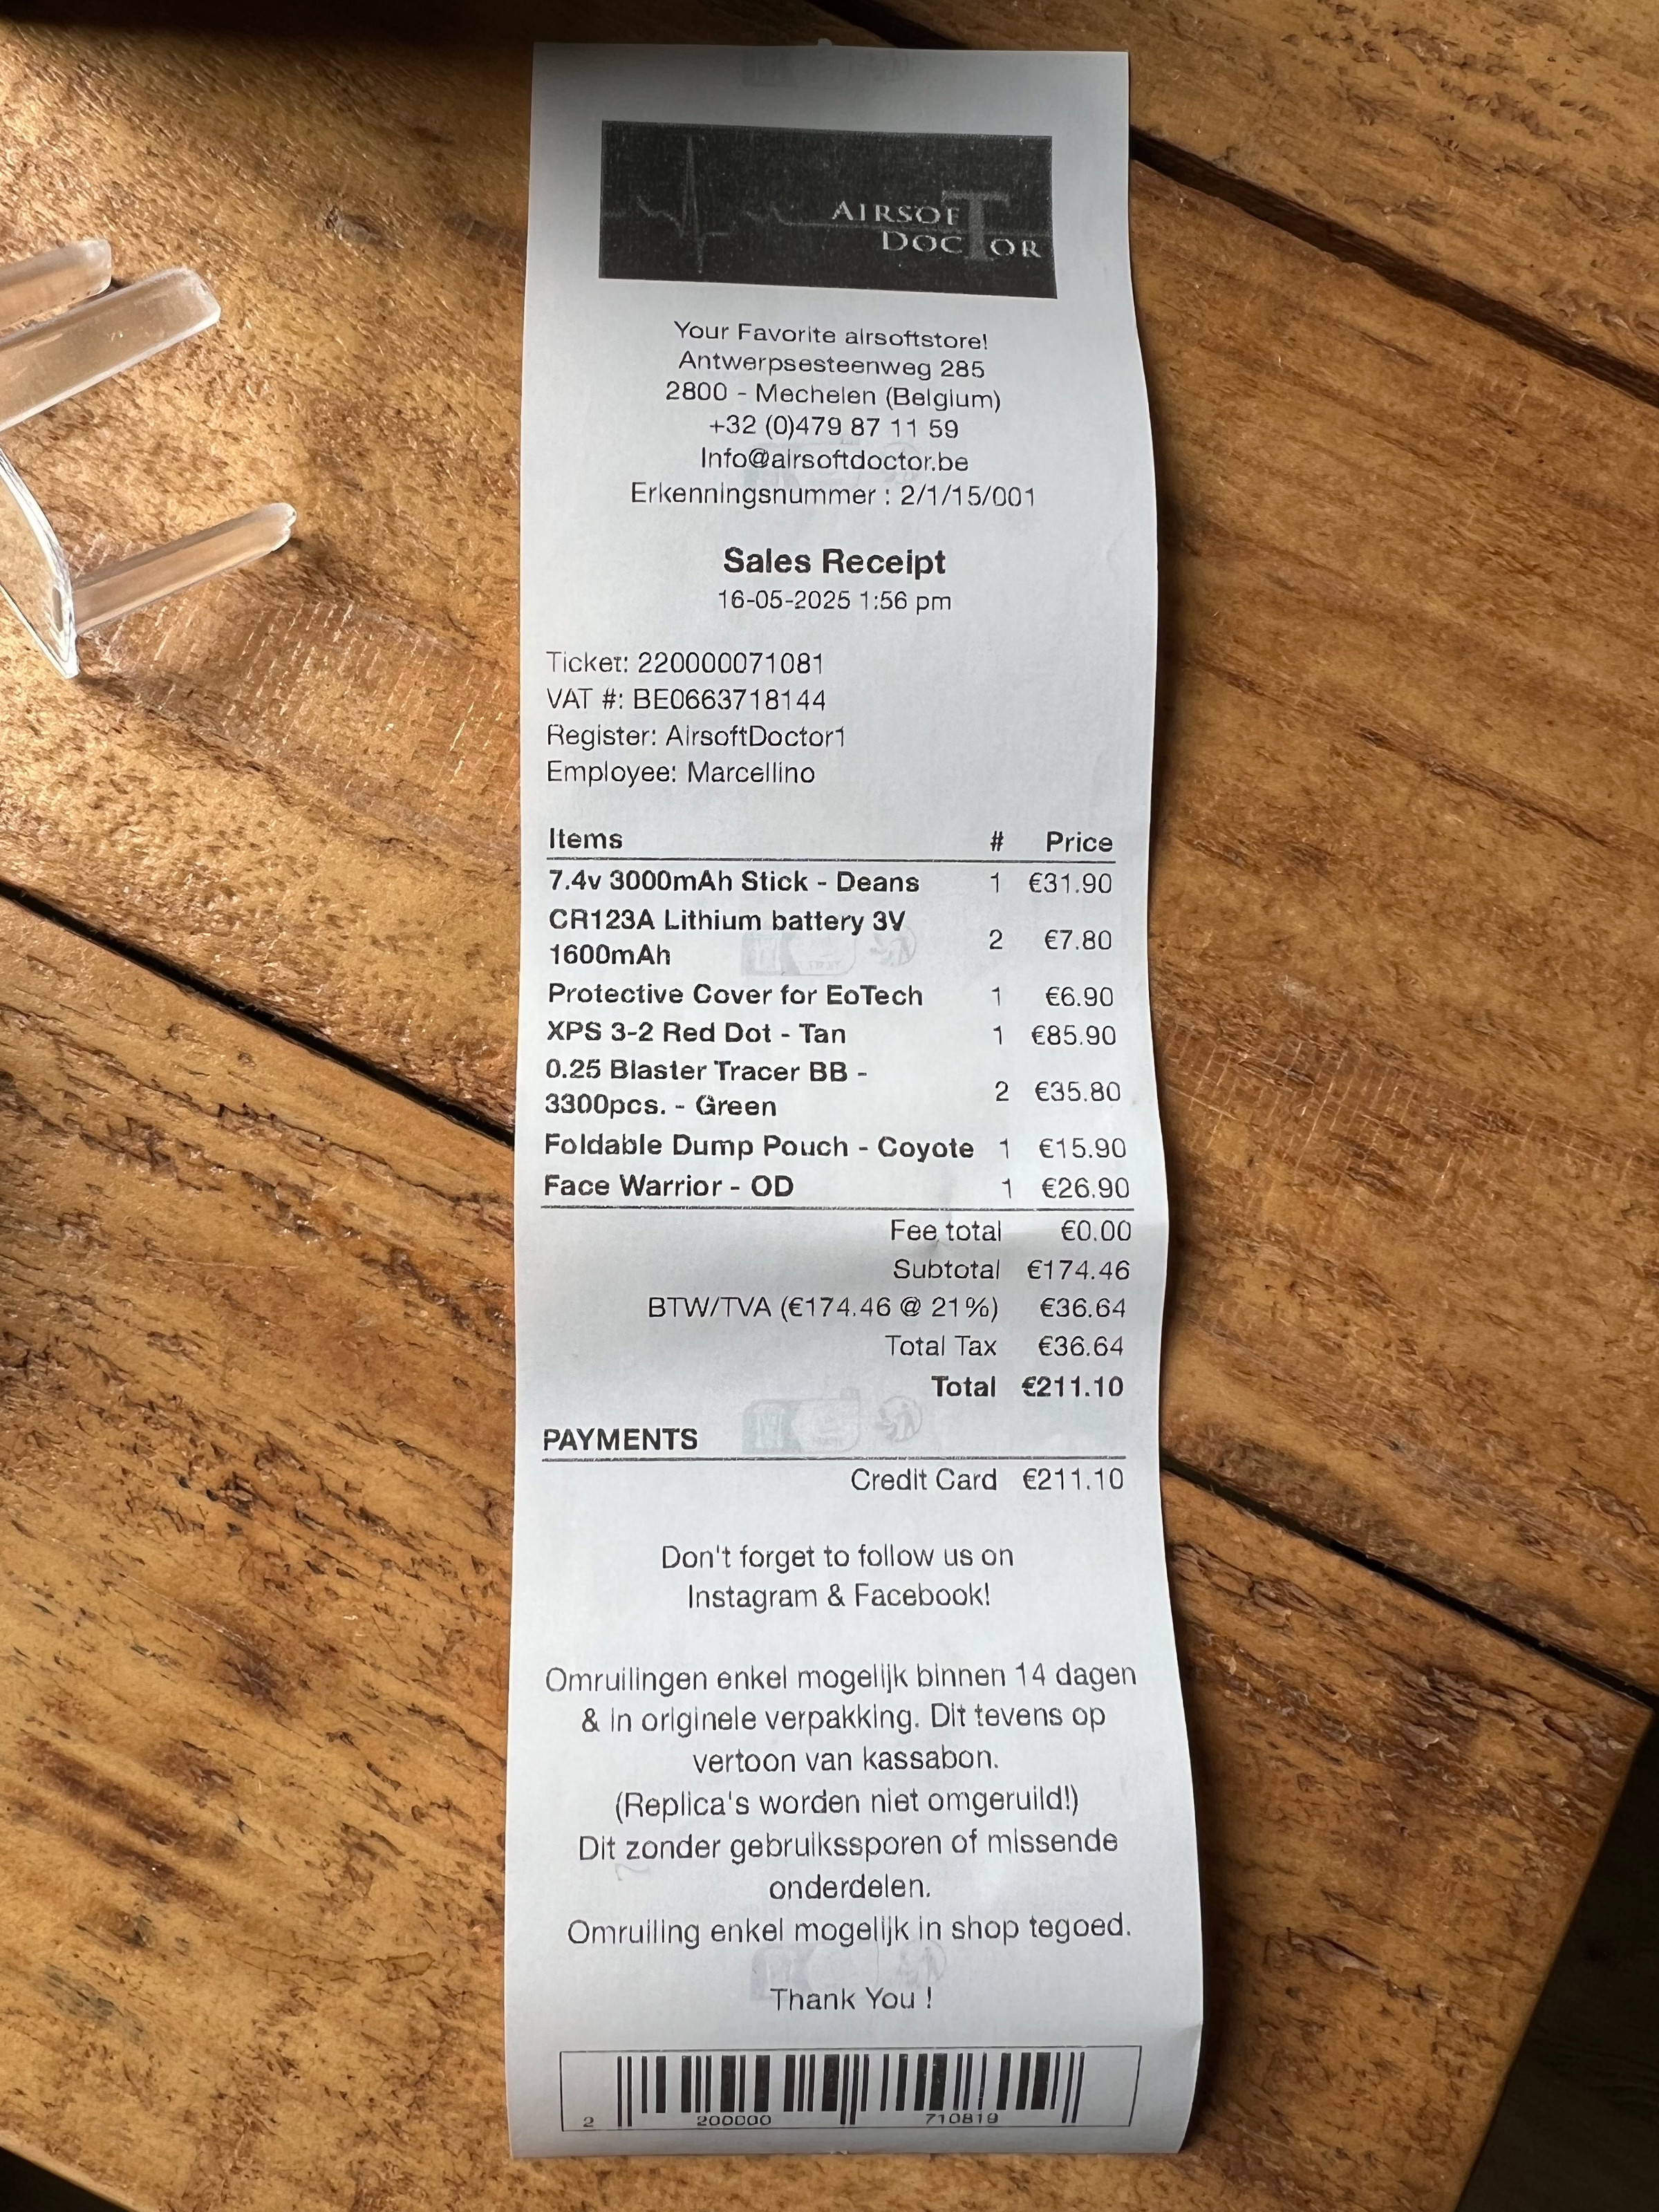 AIRSOFT
DOCTOR
Your Favorite airsoftstore!
Antwerpsesteenweg 285
2800 - Mechelen (Belgium)
+32 (0)479 87 11 59
Info@airsoftdoctor.be
Erkenningsnummer : 2/1/15/001
Sales Receipt
16-05-2025 1:56 pm
Ticket: 220000071081
VAT #: BE0663718144
Register: AirsoftDoctor1
Employee: Marcellino
Items # Price
7.4v 3000mAh Stick - Deans 1 €31.90
CR123A Lithium battery 3V
1600mAh 2 €7.80
Protective Cover for EoTech 1 €6.90
XPS 3-2 Red Dot - Tan 1 €85.90
0.25 Blaster Tracer BB -
3300pcs. - Green 2 €35.80
Foldable Dump Pouch - Coyote 1 €15.90
Face Warrior - OD 1 €26.90
Fee total €0.00
Subtotal €174.46
BTW/TVA (€174.46 @ 21%) €36.64
Total Tax €36.64
Total €211.10
PAYMENTS
Credit Card €211.10
Don't forget to follow us on
Instagram & Facebook!
Omruilingen enkel mogelijk binnen 14 dagen
& in originele verpakking. Dit tevens op
vertoon van kassabon.
(Replica's worden niet omgeruild!)
Dit zonder gebruikssporen of missende
onderdelen.
Omruiling enkel mogelijk in shop tegoed.
Thank You !
2 200000 710819